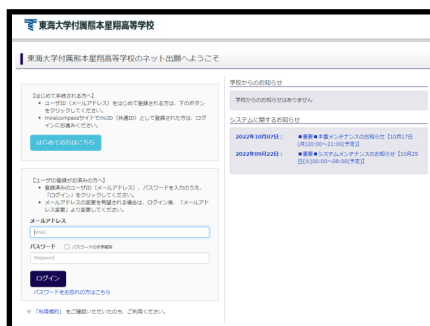 東海大学付属熊本星翔高等学校
東海大学付属熊本星翔高等学校のネット出願へようこそ
【はじめて手続される方へ】
• ユーザID（メールアドレス）をはじめて登録される方は、下のボタン
をクリックしてください。
• miraicompassサイトでmcID（共通ID）として登録された方は、ログ
インにお進みください。
はじめての方はこちら
【ユーザID登録がお済みの方へ】
• 登録済みのユーザID（メールアドレス）、パスワードを入力のうえ、
「ログイン」をクリックしてください。
• メールアドレスの変更を希望される場合は、ログイン後、「メールアド
レス変更」より変更してください。
メールアドレス
email
パスワード パスワードの伏字解除
Password
ログイン
パスワードをお忘れの方はこちら
※「利用規約」をご確認いただいたのち、ご利用ください。
学校からのお知らせ
学校からのお知らせはありません
システムに関するお知らせ
2022年10月07日： ■重要■本番メンテナンスのお知らせ【10月17日
(月)20:00～21:00(予定)】
2022年09月22日： ■重要■システムメンテナンスのお知らせ【10月25
日(火)00:00～08:00(予定)】